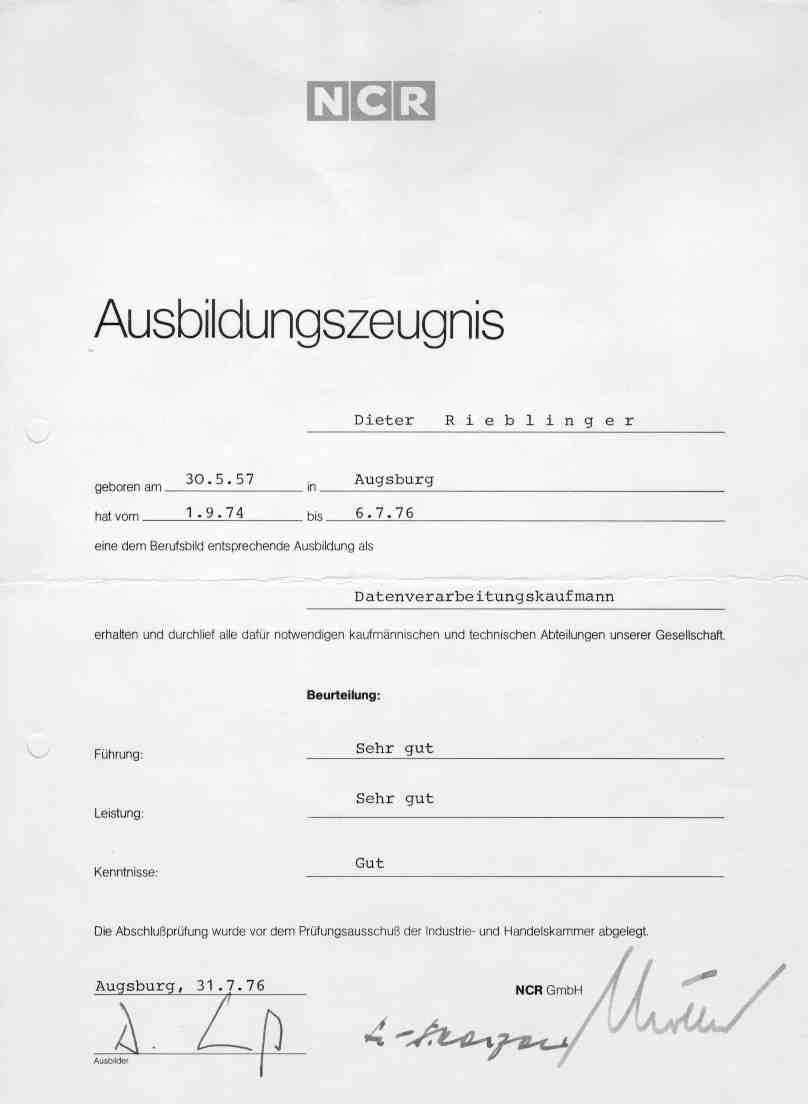 NCR
Ausbildungszeugnis
Dieter Rieblinger
geboren am 30.5.57 in Augsburg
hat vom 1.9.74 bis 6.7.76
eine dem Berufsbild entsprechende Ausbildung als
Datenverarbeitungskaufmann
erhalten und durchlief alle dafür notwendigen kaufmännischen und technischen Abteilungen unserer Gesellschaft.
Beurteilung:
Führung: Sehr gut
Leistung: Sehr gut
Kenntnisse: Gut
Die Abschlußprüfung wurde vor dem Prüfungsausschuß der Industrie- und Handelskammer abgelegt.
Augsburg, 31.7.76
NCR GmbH
Ausbilder